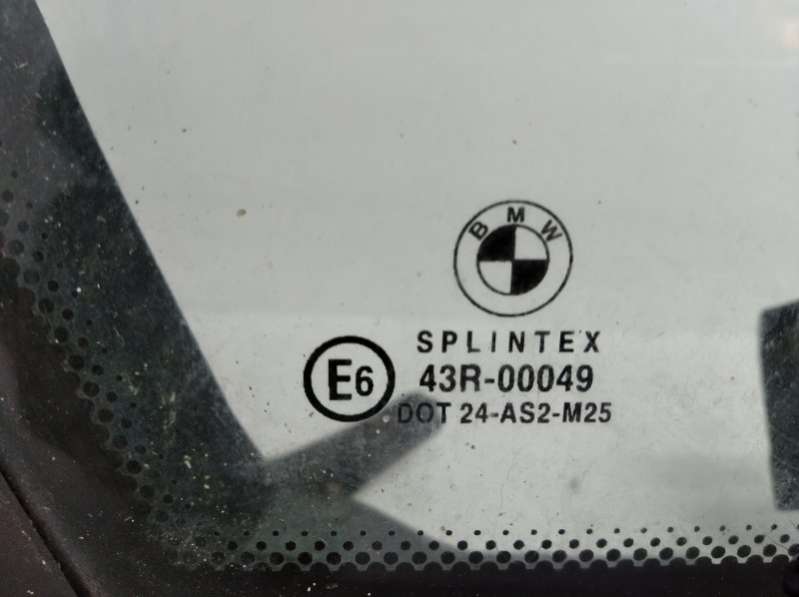 BMW
SPLINTEX
E6 43R-00049
DOT 24-AS2-M25